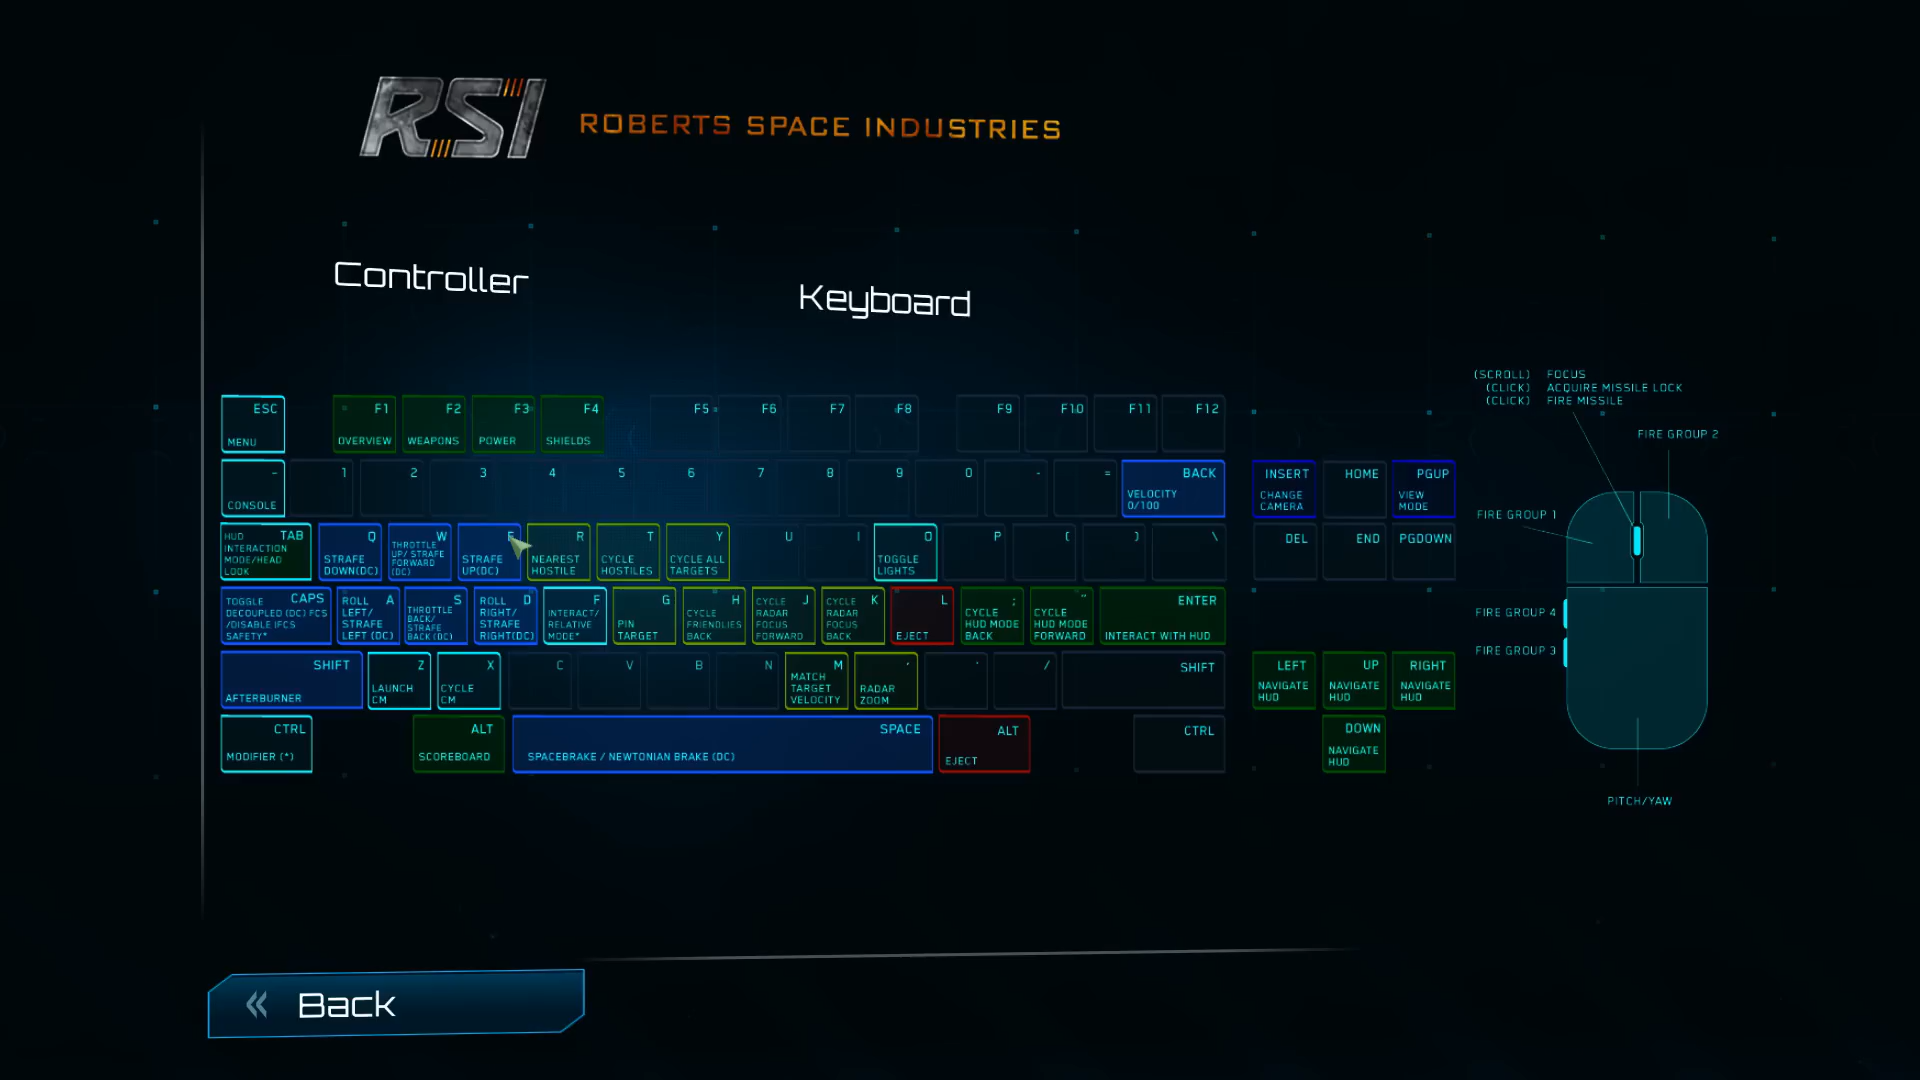 RSI ROBERTS SPACE INDUSTRIES
Controller
Keyboard
(SCROLL) FOCUS
(CLICK) ACQUIRE MISSILE LOCK
(CLICK) FIRE MISSILE
FIRE GROUP 2
FIRE GROUP 1
FIRE GROUP 4
FIRE GROUP 3
PITCH/YAW
ESC
MENU
F1
OVERVIEW
F2
WEAPONS
F3
POWER
F4
SHIELDS
F5
F6
F7
F8
F9
F10
F11
F12
~
CONSOLE
1
2
3
4
5
6
7
8
9
0
-
=
BACK
VELOCITY
0/100
INSERT
CHANGE
CAMERA
HOME
PGUP
VIEW
MODE
TAB
HUD
INTERACTION
MODE/HEAD
LOOK
Q
STRAFE
DOWN(DC)
W
THROTTLE
UP/ STRAFE
FORWARD
(DC)
STRAFE
UP(DC)
R
NEAREST
HOSTILE
T
CYCLE
HOSTILES
Y
CYCLE ALL
TARGETS
U
I
O
TOGGLE
LIGHTS
P
[
]
\
DEL
END
PGDOWN
CAPS
TOGGLE
DECOUPLED (DC) FCS
/DISABLE IFCS
SAFETY*
A
ROLL
LEFT/
STRAFE
LEFT (DC)
S
THROTTLE
BACK/
STRAFE
BACK (DC)
D
ROLL
RIGHT/
STRAFE
RIGHT(DC)
F
INTERACT/
RELATIVE
MODE*
G
PIN
TARGET
H
CYCLE
FRIENDLIES
BACK
J
CYCLE
RADAR
FOCUS
FORWARD
K
CYCLE
RADAR
FOCUS
BACK
L
EJECT
;
CYCLE
HUD MODE
BACK
"
CYCLE
HUD MODE
FORWARD
ENTER
INTERACT WITH HUD
SHIFT
AFTERBURNER
Z
LAUNCH
CM
X
CYCLE
CM
C
V
B
N
M
MATCH
TARGET
VELOCITY
RADAR
ZOOM
/
SHIFT
LEFT
NAVIGATE
HUD
UP
NAVIGATE
HUD
RIGHT
NAVIGATE
HUD
CTRL
MODIFIER (*)
ALT
SCOREBOARD
SPACE
SPACEBRAKE / NEWTONIAN BRAKE (DC)
ALT
EJECT
CTRL
DOWN
NAVIGATE
HUD
Back